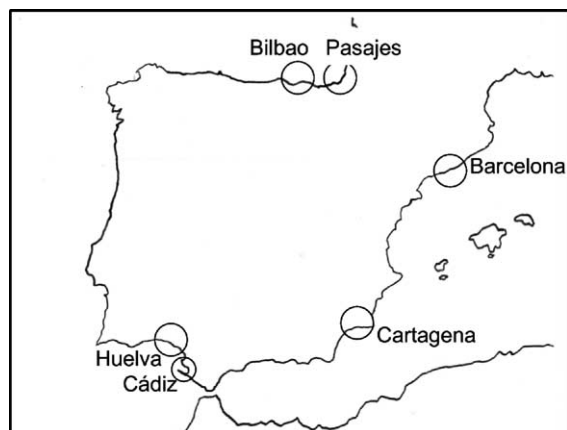 Bilbao Pasajes
Barcelona
Cartagena
Huelva
Cádiz